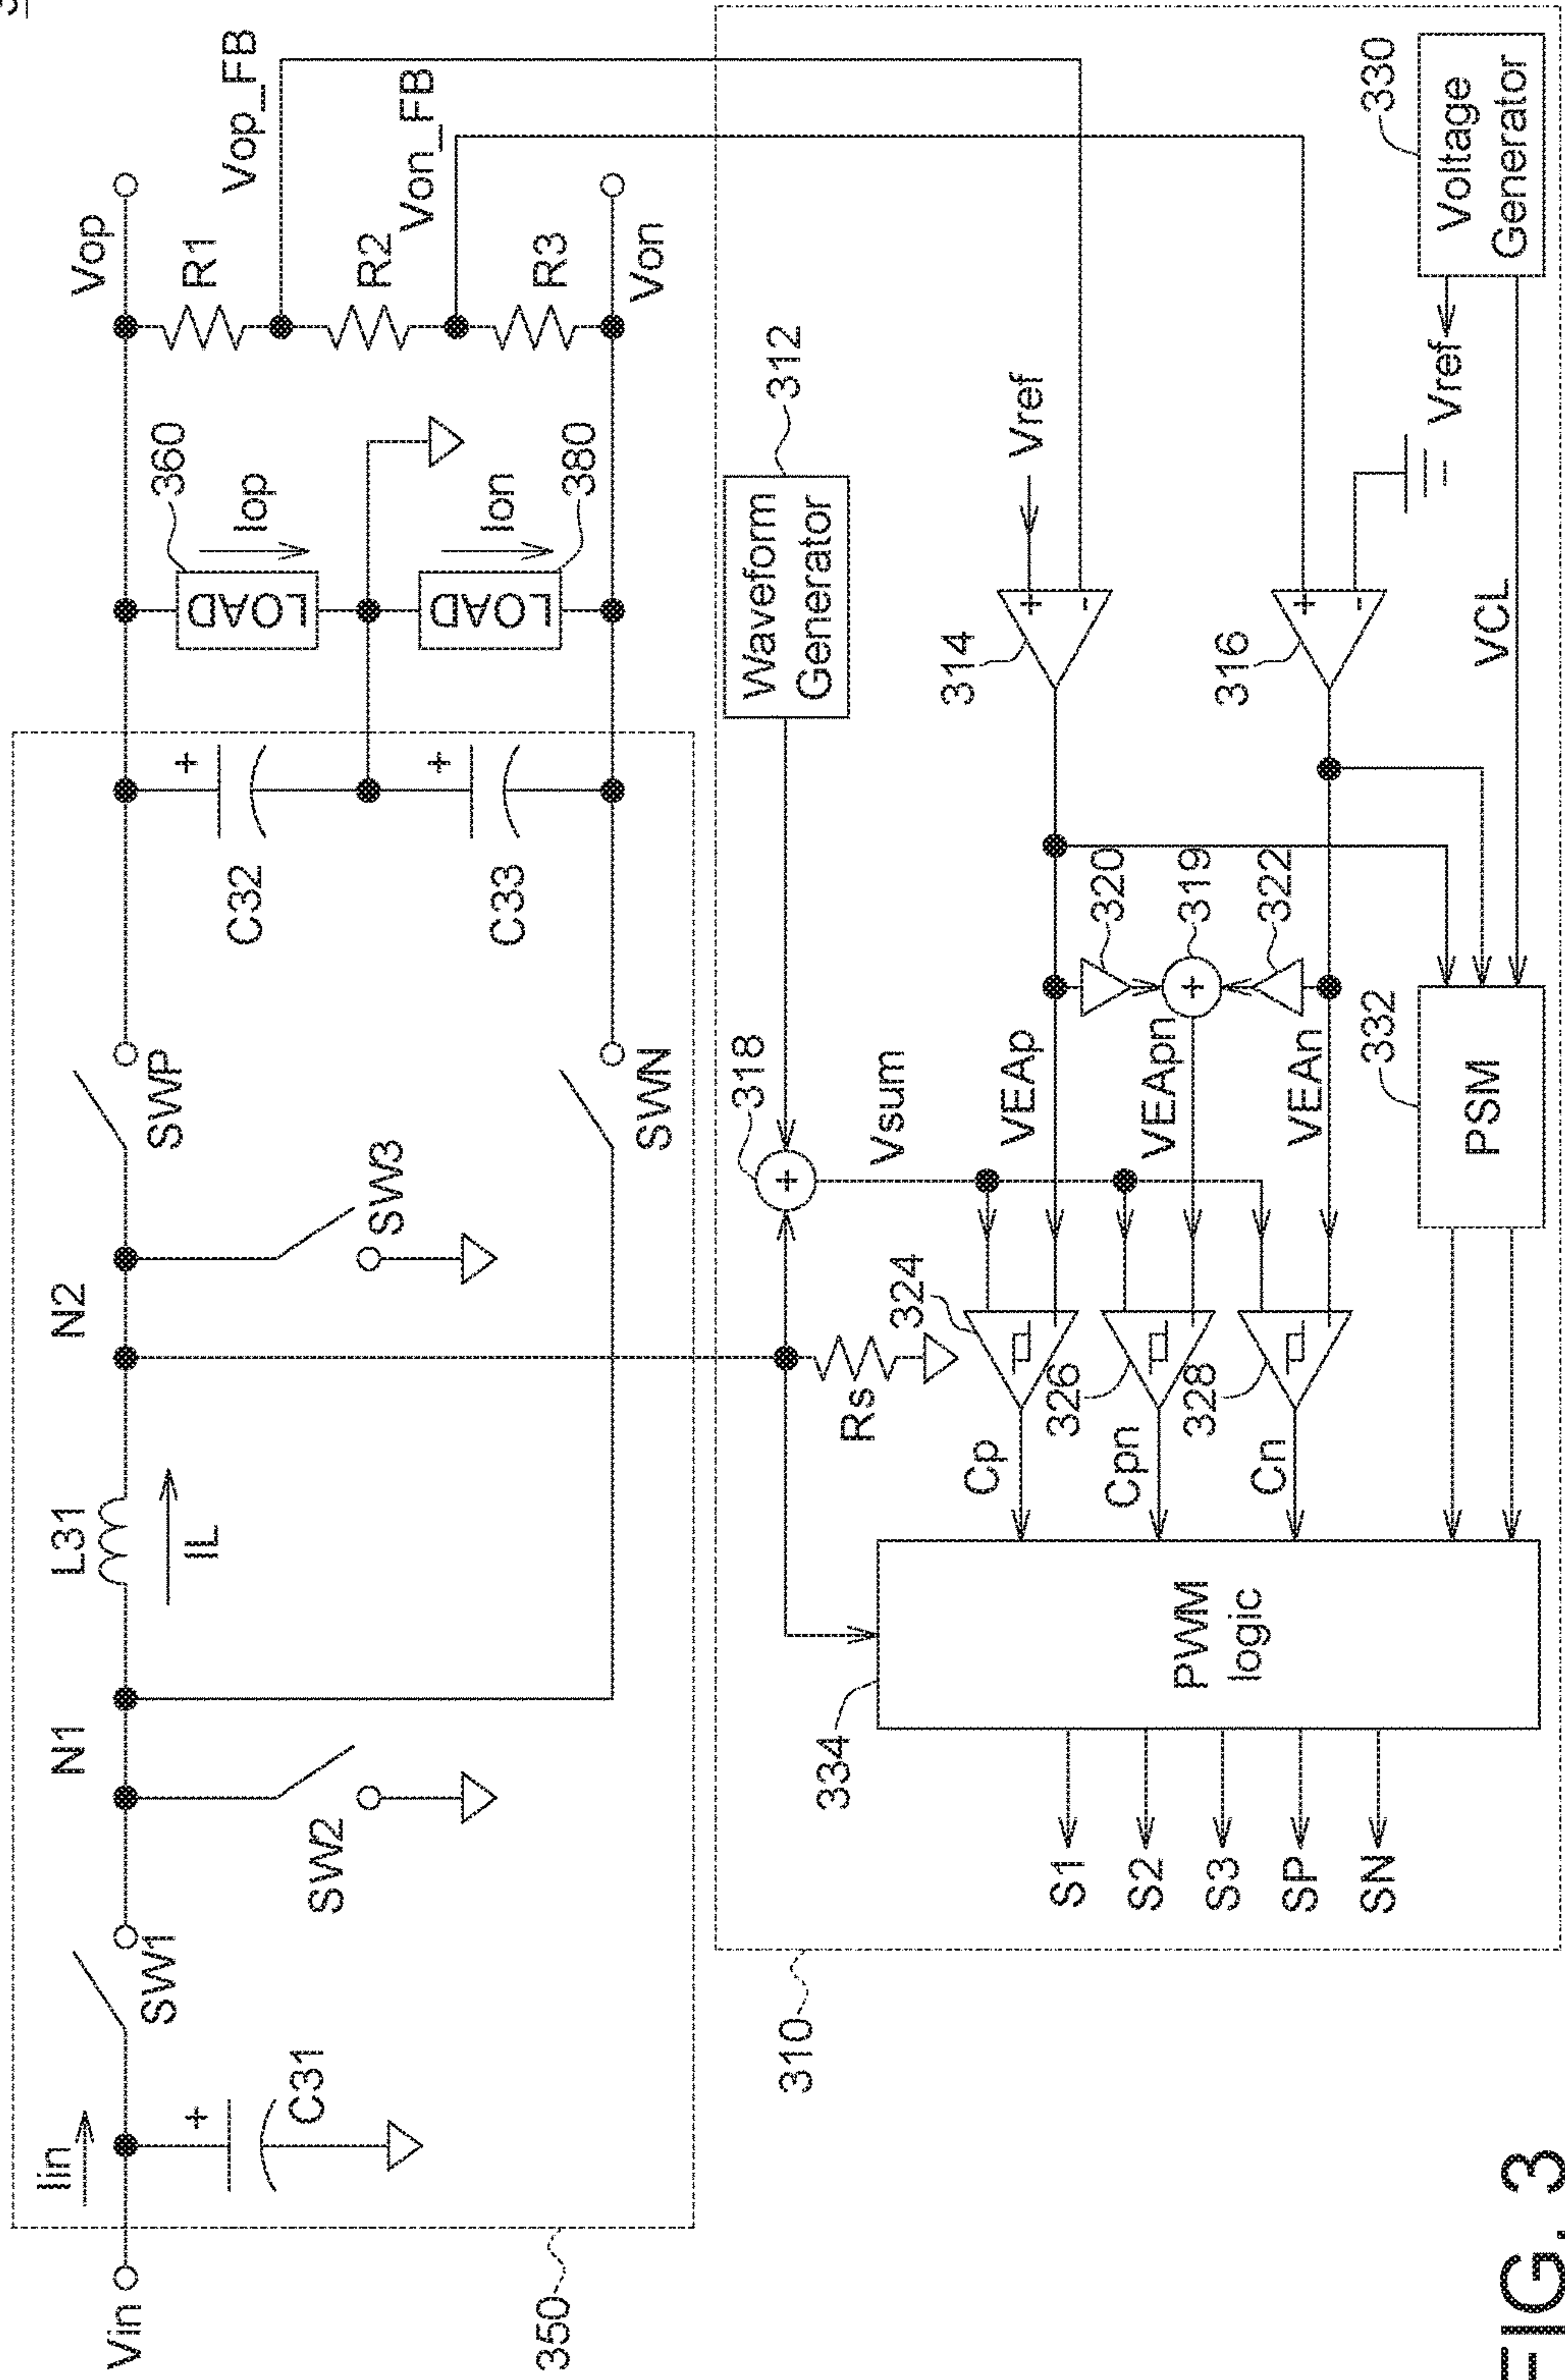 Vin
Iin
C31
SW1
SW2
N1
L31
IL
N2
SW3
SWP
SWN
C32
C33
+
+
+
360
LOAD
Iop
LOAD
Ion
380
Vop
R1
R2
R3
Von
Vop_FB
Von_FB
350
310
Waveform
Generator
312
318
+
Vsum
Rs
Vref
314
+
-
316
+
-
320
319
+
322
VEAp
VEApn
VEAn
324
326
328
Cp
Cpn
Cn
PWM
logic
334
S1
S2
S3
SP
SN
PSM
332
VCL
Vref
Voltage
Generator
330
FIG. 3